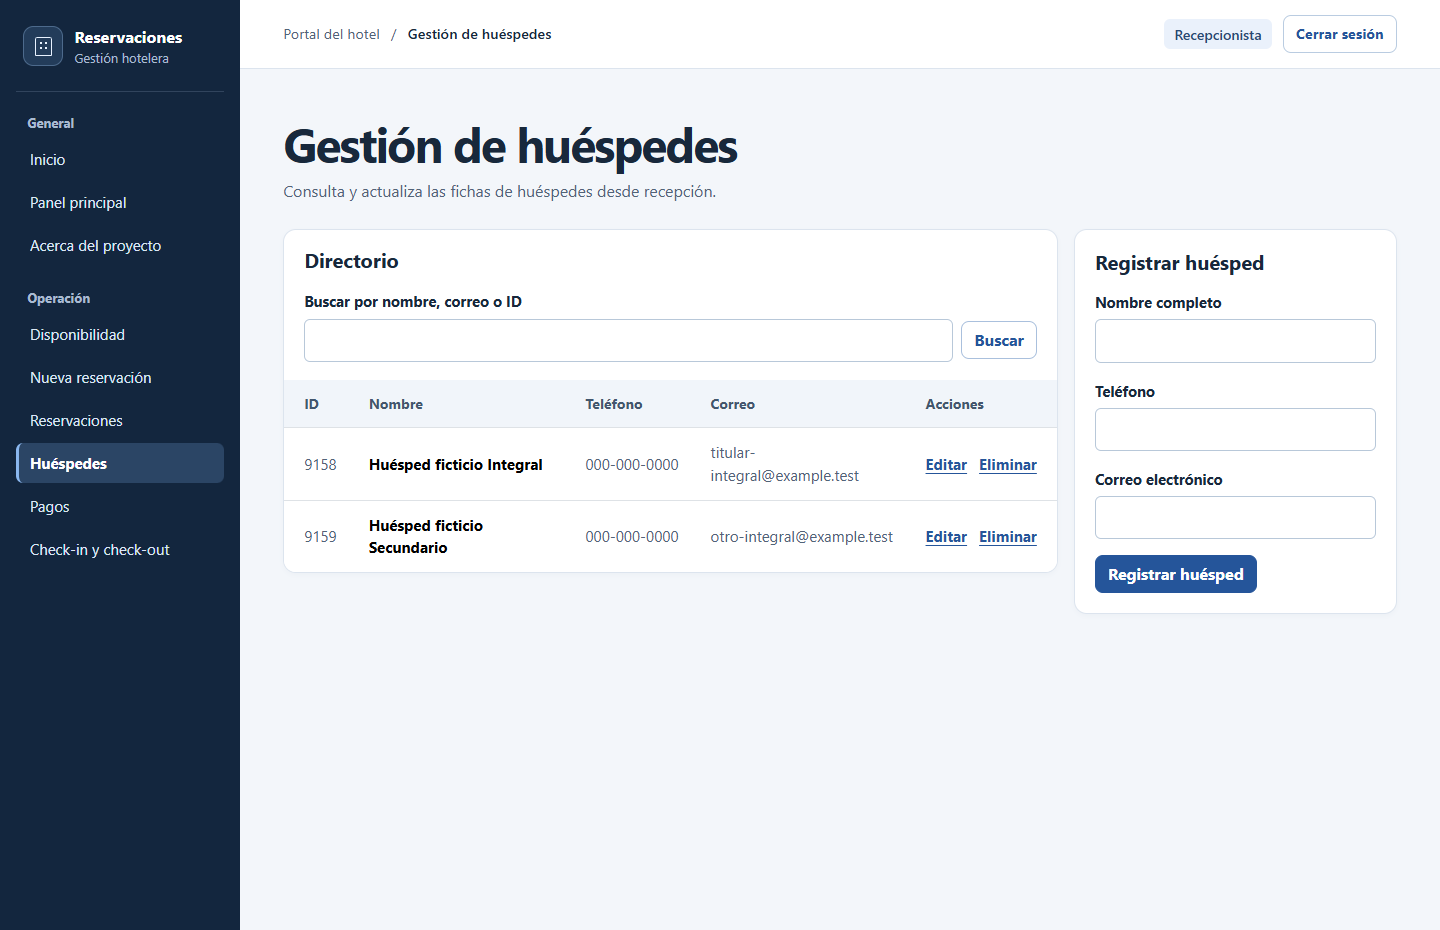 Reservaciones
Gestión hotelera
General
Inicio
Panel principal
Acerca del proyecto
Operación
Disponibilidad
Nueva reservación
Reservaciones
Huéspedes
Pagos
Check-in y check-out
Portal del hotel / Gestión de huéspedes
Recepcionista
Cerrar sesión
Gestión de huéspedes
Consulta y actualiza las fichas de huéspedes desde recepción.
Directorio
Buscar por nombre, correo o ID
Buscar
ID Nombre Teléfono Correo Acciones
9158 Huésped ficticio Integral 000-000-0000 titular-
integral@example.test Editar Eliminar
9159 Huésped ficticio
Secundario 000-000-0000 otro-integral@example.test Editar Eliminar
Registrar huésped
Nombre completo
Teléfono
Correo electrónico
Registrar huésped